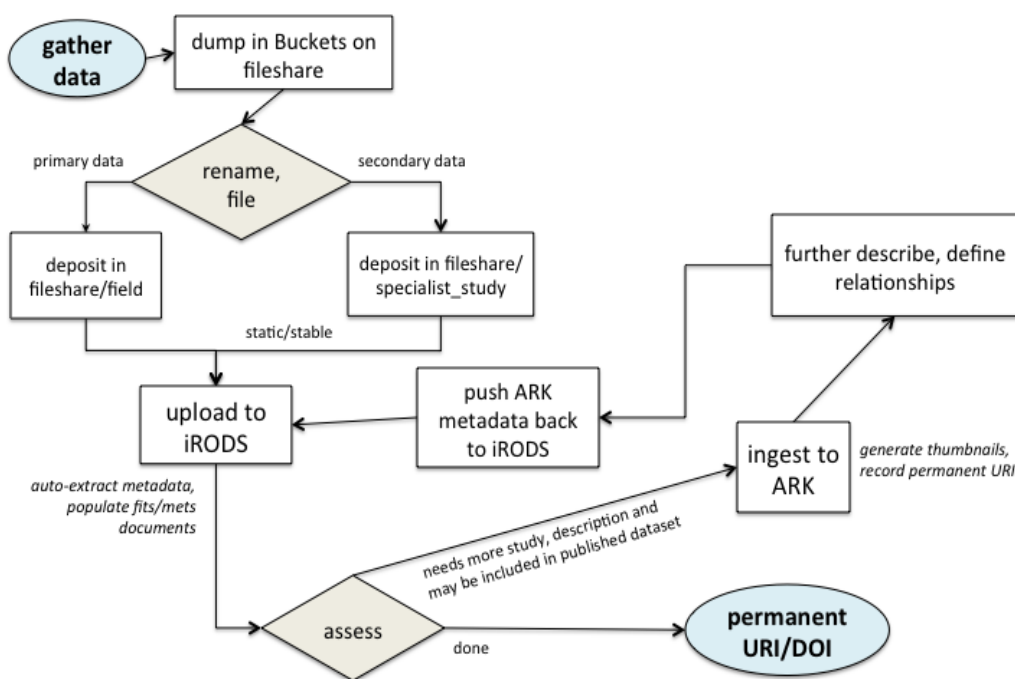 gather
data
dump in Buckets on
fileshare
primary data
secondary data
rename,
file
deposit in
fileshare/field
deposit in fileshare/
specialist_study
further describe, define
relationships
static/stable
upload to
iRODS
push ARK
metadata back
to iRODS
ingest to
ARK
generate thumbnails,
record permanent URI
auto-extract metadata,
populate fits/mets
documents
needs more study, description and
may be included in published dataset
assess
done
permanent
URI/DOI